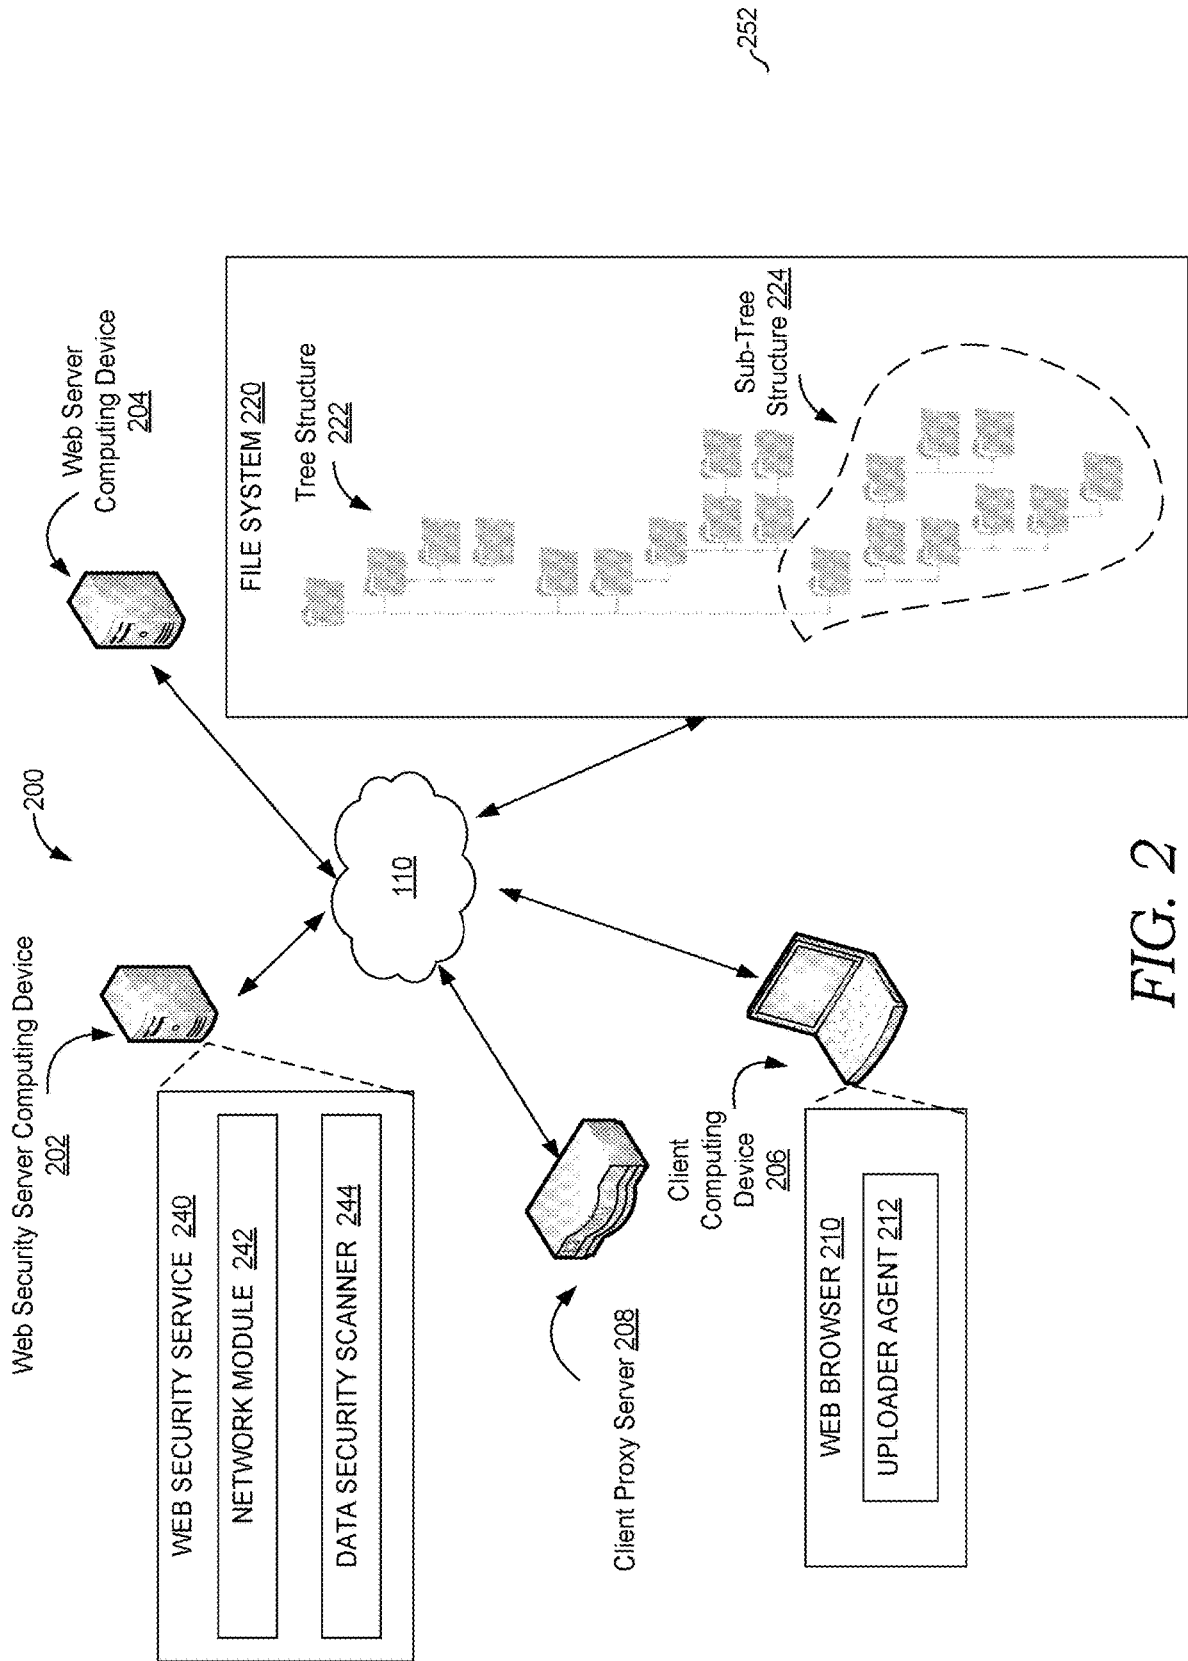 Web Security Server Computing Device
202
200
Web Server
Computing Device
204
WEB SECURITY SERVICE 240
NETWORK MODULE 242
DATA SECURITY SCANNER 244
110
FILE SYSTEM 220
Tree Structure
222
Sub-Tree
Structure 224
252
Client Proxy Server 208
Client
Computing
Device
206
WEB BROWSER 210
UPLOADER AGENT 212
FIG. 2